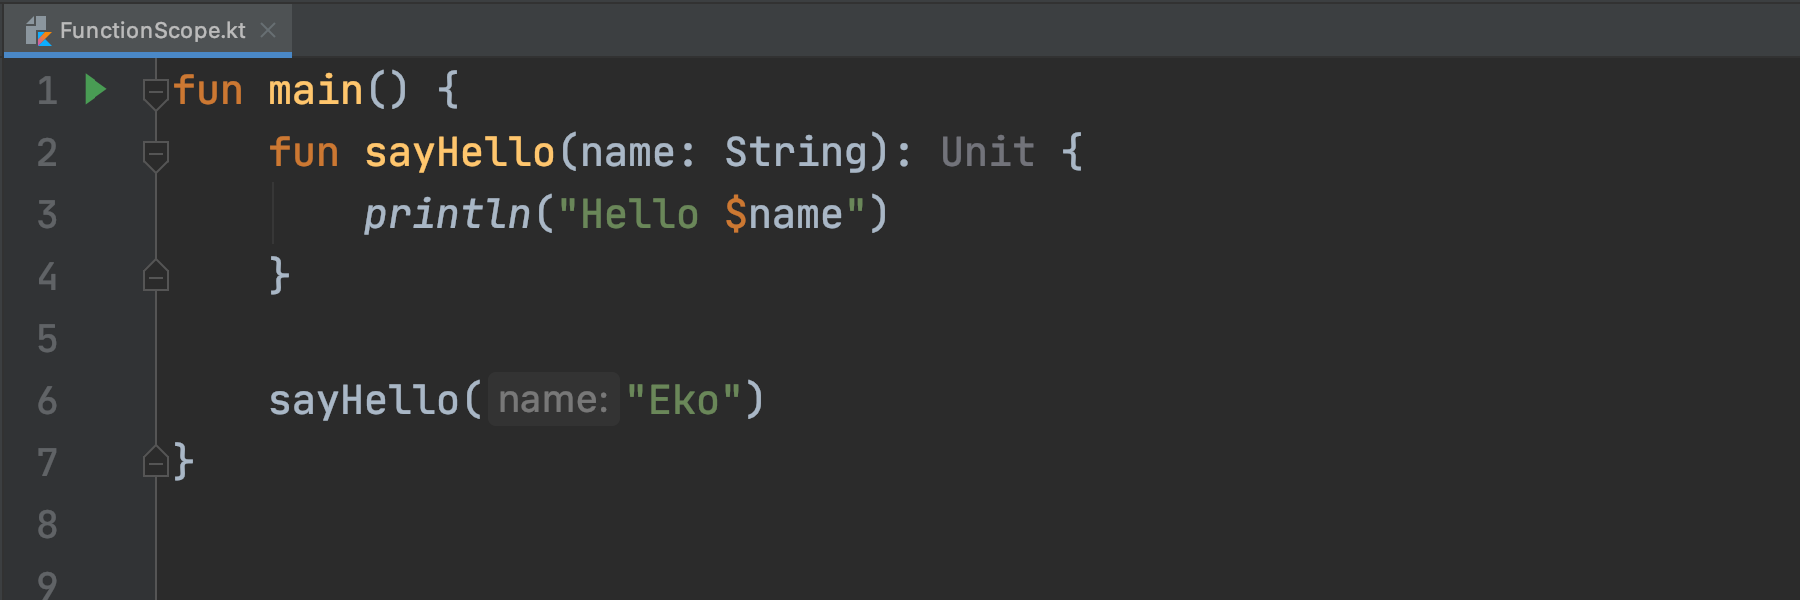 FunctionScope.kt
1 fun main() {
2 fun sayHello(name: String): Unit {
3 println("Hello $name")
4 }
5
6 sayHello( name: "Eko")
7 }
8
9